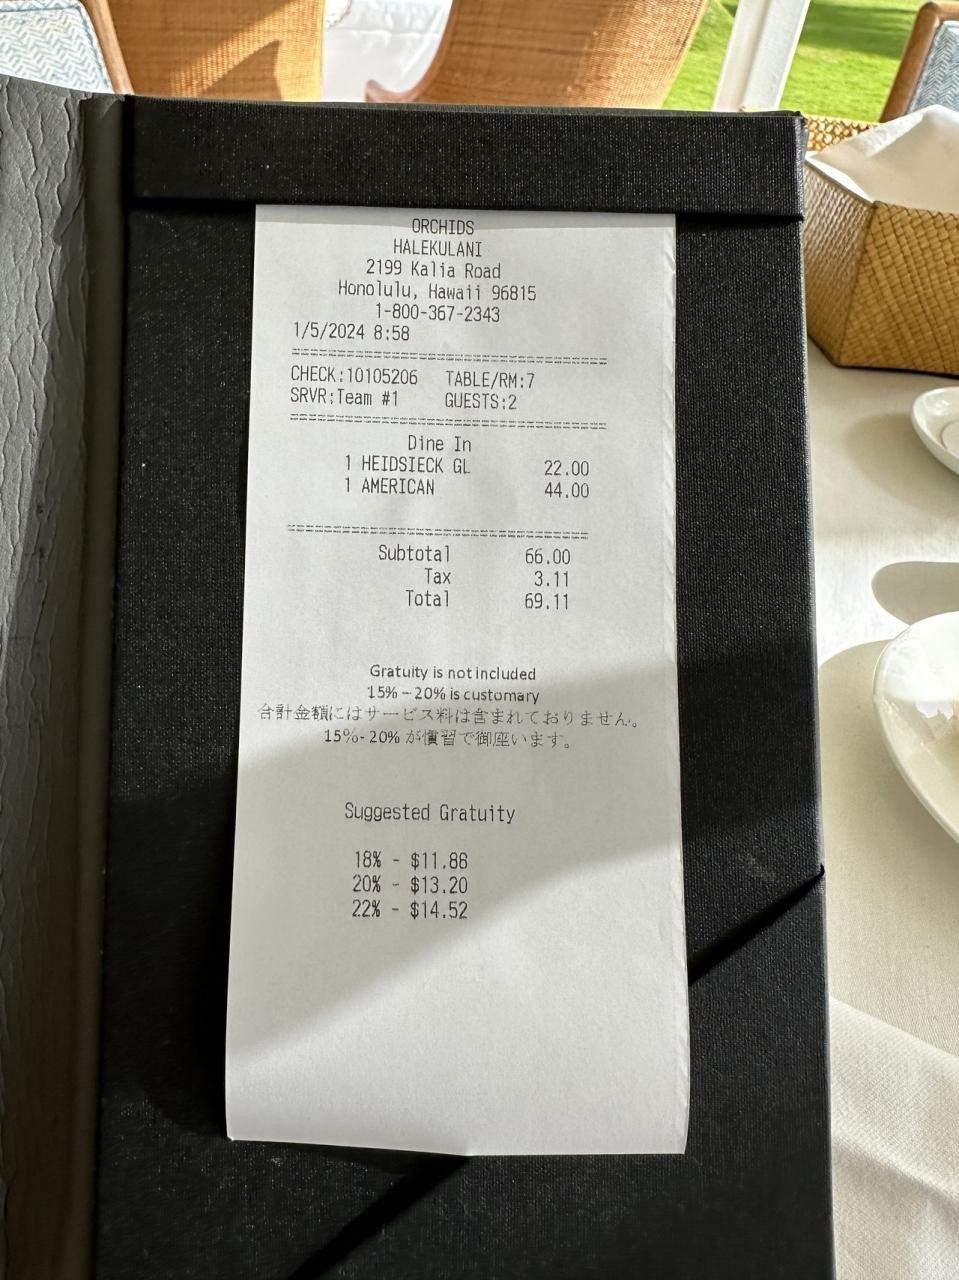 ORCHIDS
HALEKULANI
2199 Kalia Road
Honolulu, Hawaii 96815
1-800-367-2343
1/5/2024 8:58
CHECK:10105206 TABLE/RM:7
SRVR:Team #1 GUESTS:2
Dine In
1 HEIDSIECK GL 22.00
1 AMERICAN 44.00
Subtotal 66.00
Tax 3.11
Total 69.11
Gratuity is not included
15% - 20% is customary
合計金額にはサービス料は含まれておりません。
15%-20% が慣習で御座います。
Suggested Gratuity
18% - $11.88
20% - $13.20
22% - $14.52